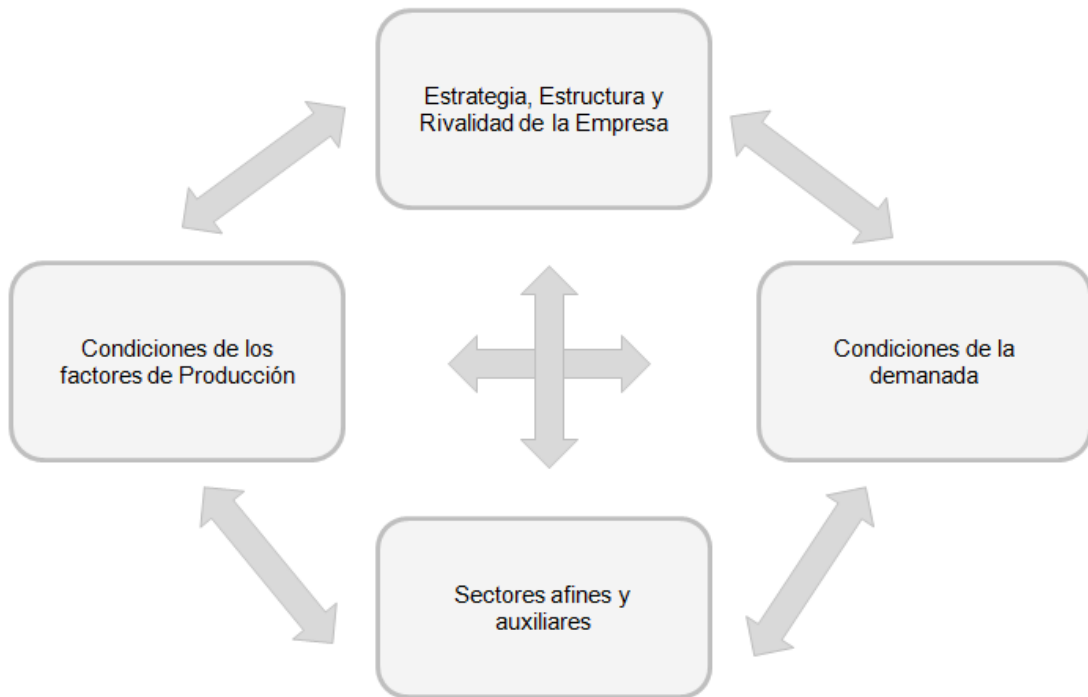 Estrategia, Estructura y
Rivalidad de la Empresa
Condiciones de los
factores de Producción
Condiciones de la
demanada
Sectores afines y
auxiliares